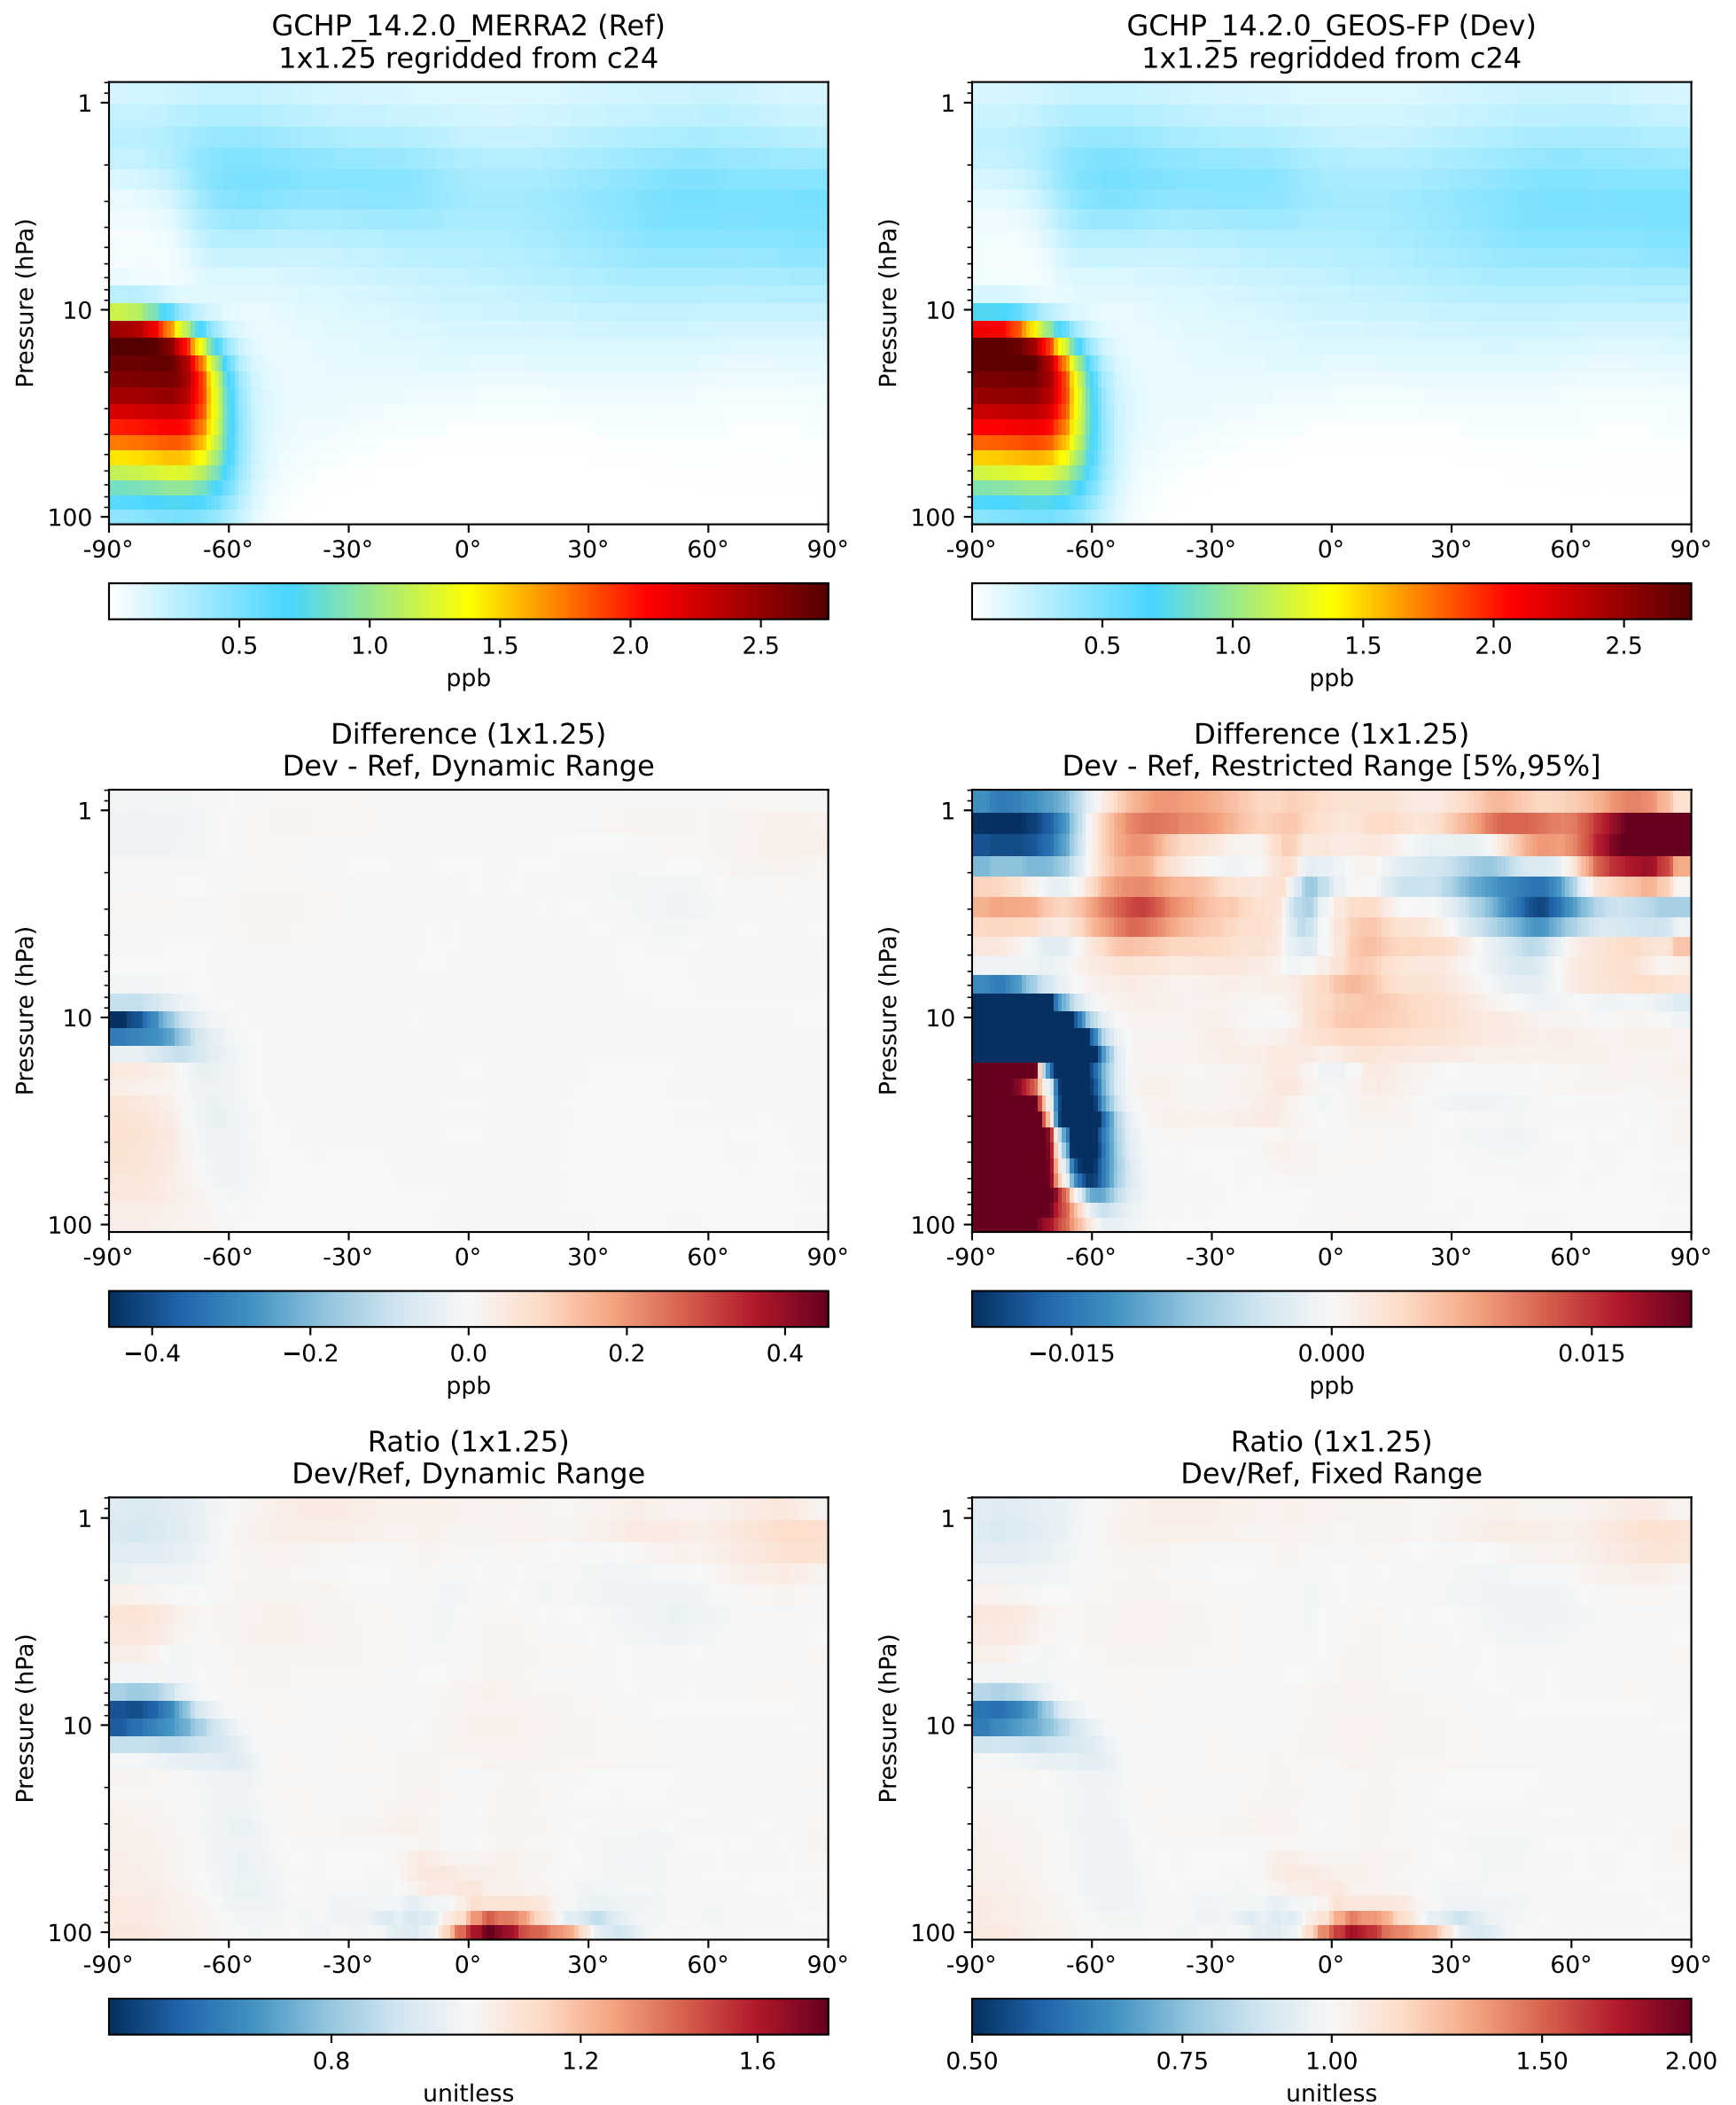 GCHP_14.2.0_MERRA2 (Ref)
1x1.25 regridded from c24
Pressure (hPa)
1
10
100
-90° -60° -30° 0° 30° 60° 90°
0.5 1.0 1.5 2.0 2.5
ppb
GCHP_14.2.0_GEOS-FP (Dev)
1x1.25 regridded from c24
Pressure (hPa)
1
10
100
-90° -60° -30° 0° 30° 60° 90°
0.5 1.0 1.5 2.0 2.5
ppb
Difference (1x1.25)
Dev - Ref, Dynamic Range
Pressure (hPa)
1
10
100
-90° -60° -30° 0° 30° 60° 90°
−0.4 −0.2 0.0 0.2 0.4
ppb
Difference (1x1.25)
Dev - Ref, Restricted Range [5%,95%]
Pressure (hPa)
1
10
100
-90° -60° -30° 0° 30° 60° 90°
−0.015 0.000 0.015
ppb
Ratio (1x1.25)
Dev/Ref, Dynamic Range
Pressure (hPa)
1
10
100
-90° -60° -30° 0° 30° 60° 90°
0.8 1.2 1.6
unitless
Ratio (1x1.25)
Dev/Ref, Fixed Range
Pressure (hPa)
1
10
100
-90° -60° -30° 0° 30° 60° 90°
0.50 0.75 1.00 1.50 2.00
unitless